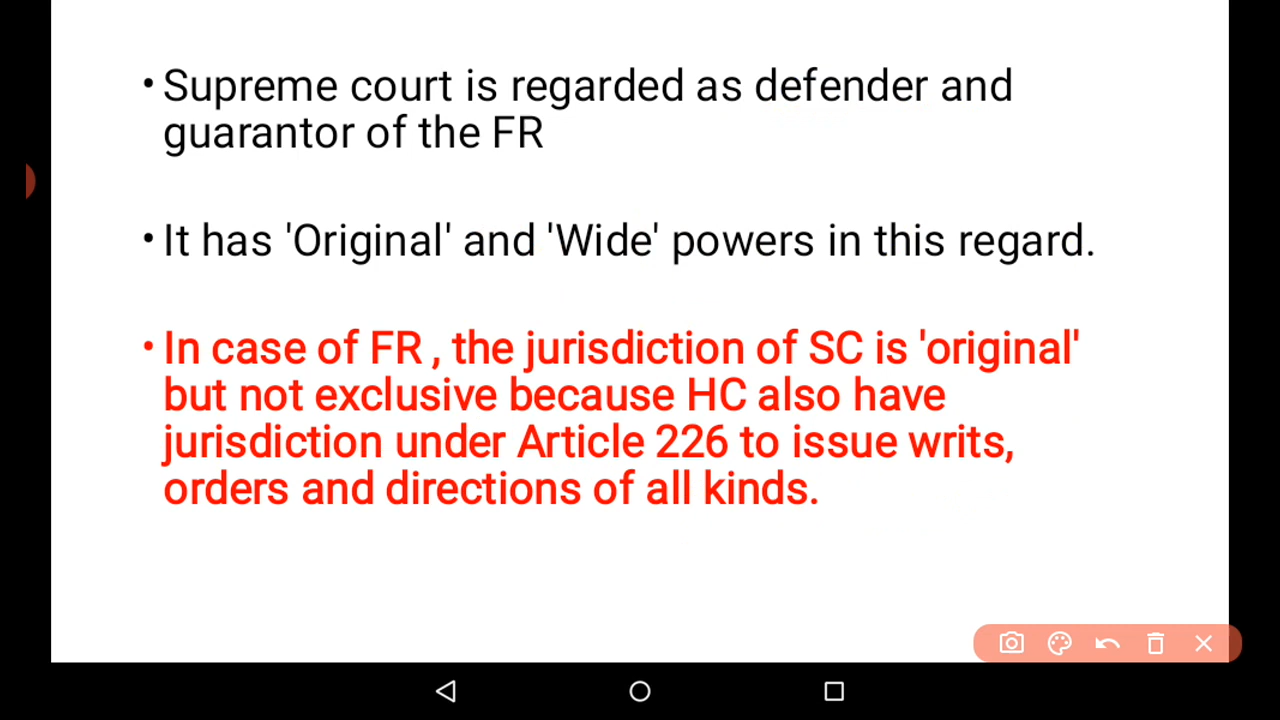 • Supreme court is regarded as defender and
guarantor of the FR
• It has 'Original' and 'Wide' powers in this regard.
• In case of FR , the jurisdiction of SC is 'original'
but not exclusive because HC also have
jurisdiction under Article 226 to issue writs,
orders and directions of all kinds.